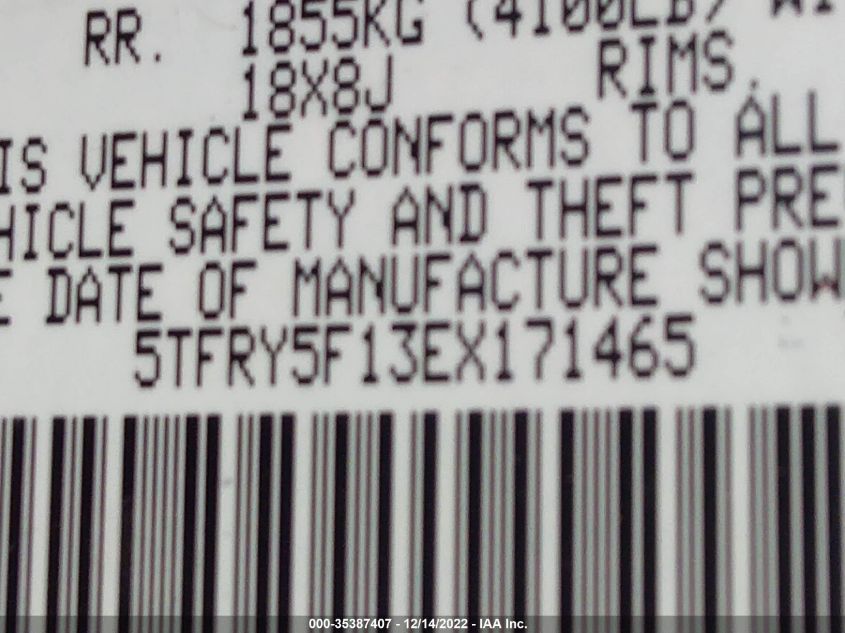 RR. 1855KG (4100LB)
18X8J RIMS.
IS VEHICLE CONFORMS TO ALL
HICLE SAFETY AND THEFT PRE
E DATE OF MANUFACTURE SHOW
5TFRY5F13EX171465
000-35387407 - 12/14/2022 - IAA Inc.